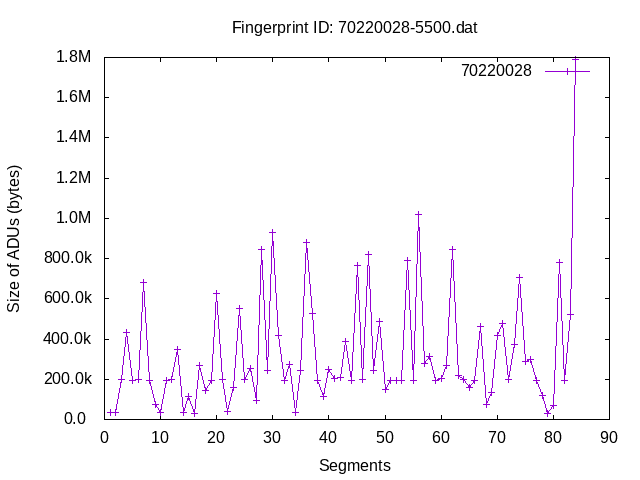 Fingerprint ID: 70220028-5500.dat
1.8M
70220028
1.6M
1.4M
1.2M
1.0M
800.0k
600.0k
400.0k
200.0k
0.0
Size of ADUs (bytes)
0 10 20 30 40 50 60 70 80 90
Segments